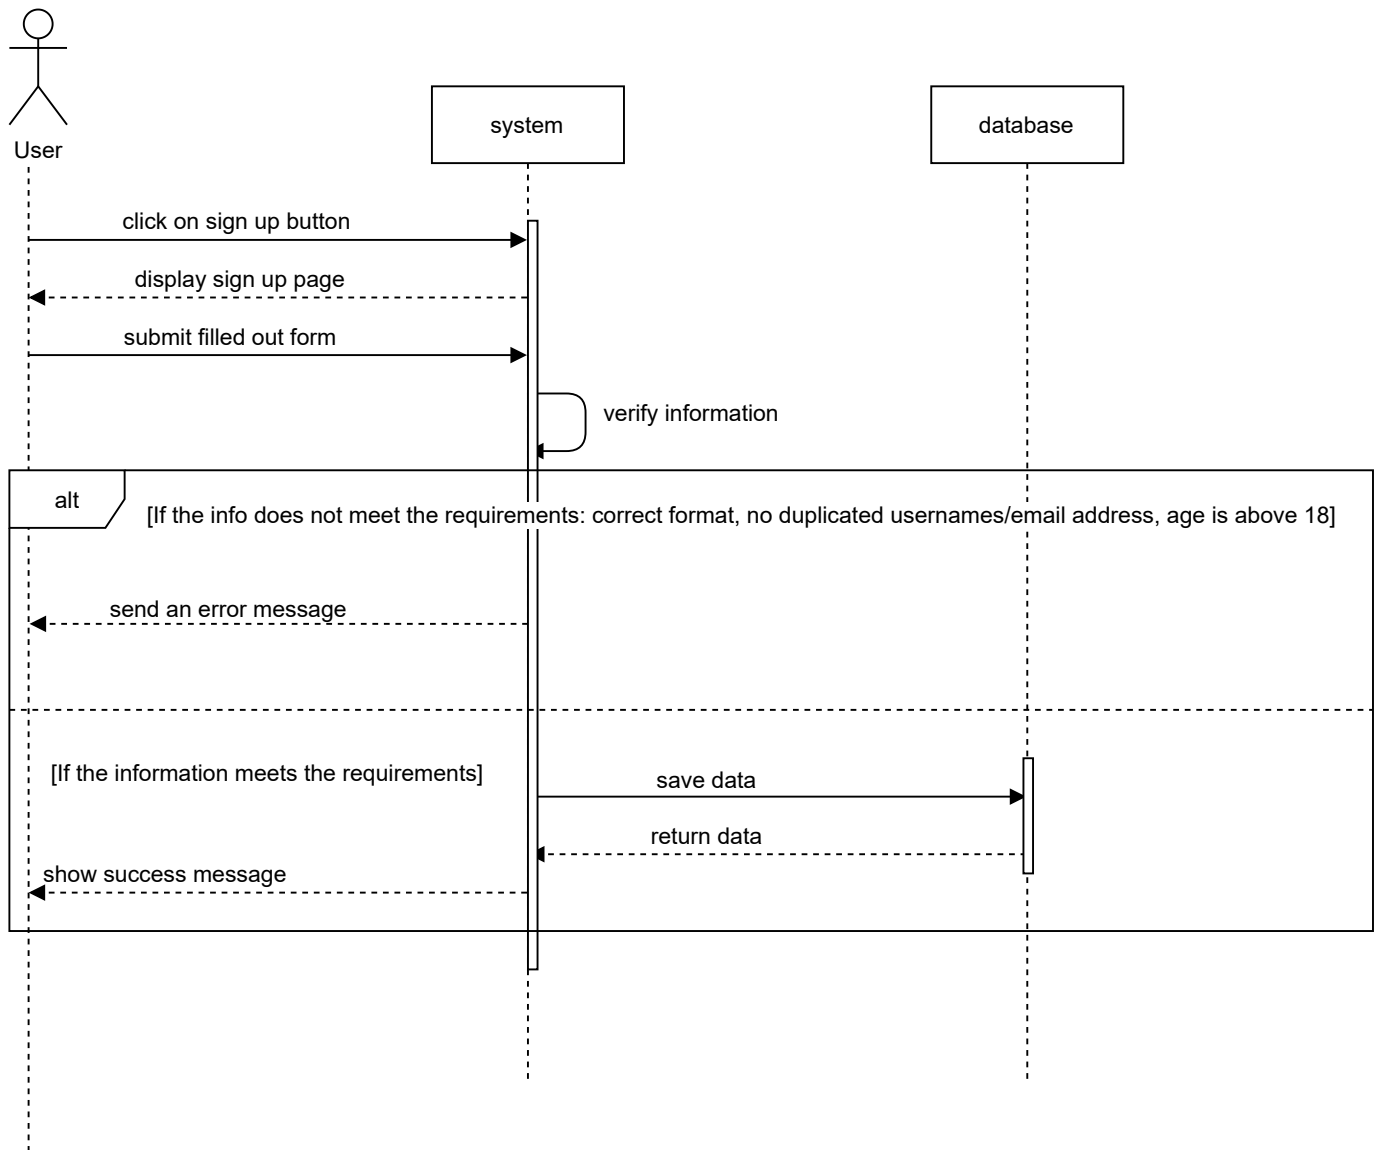 User
system
database
click on sign up button
display sign up page
submit filled out form
verify information
alt
[If the info does not meet the requirements: correct format, no duplicated usernames/email address, age is above 18]
send an error message
[If the information meets the requirements]
save data
return data
show success message